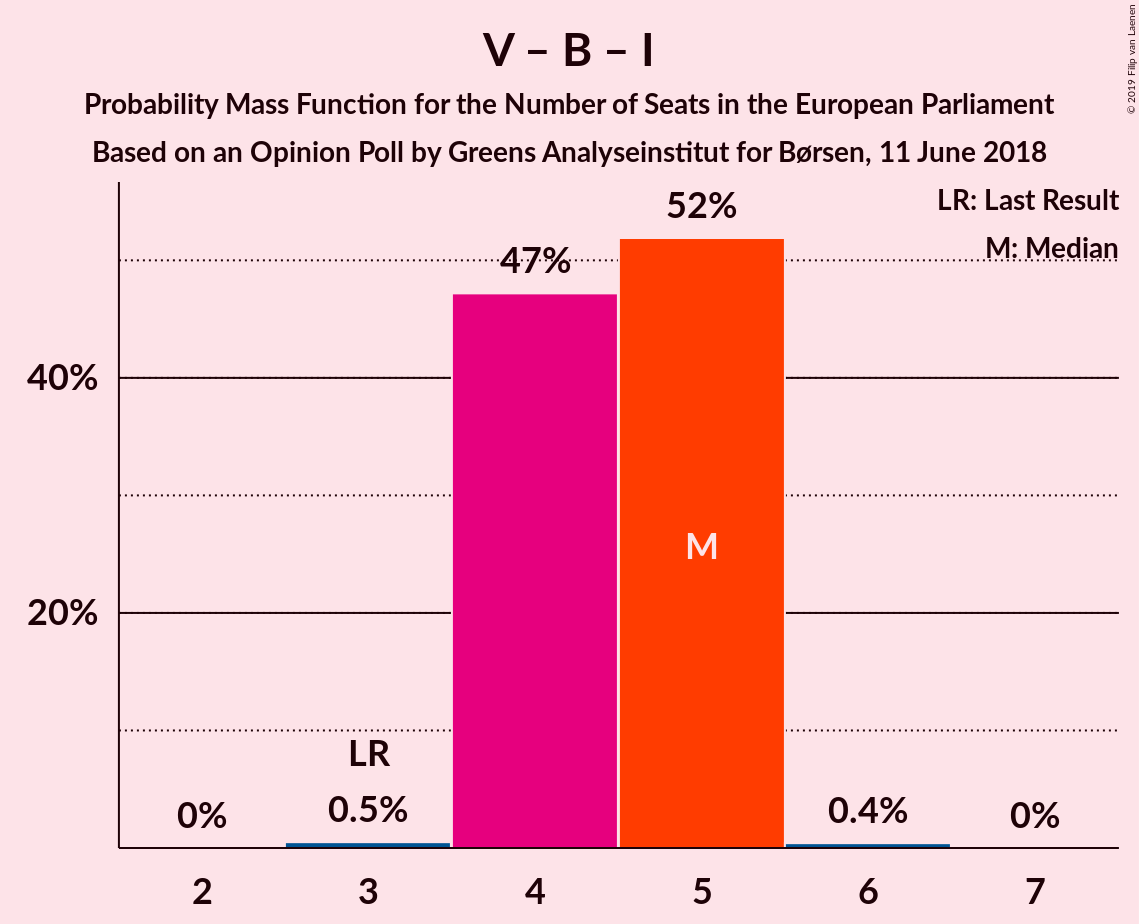 V – B – I
Probability Mass Function for the Number of Seats in the European Parliament
Based on an Opinion Poll by Greens Analyseinstitut for Børsen, 11 June 2018
© 2019 Filip van Laenen
LR: Last Result
M: Median
52%
47%
40%
M
20%
LR
0%
0.5%
0.4%
0%
2 3 4 5 6 7